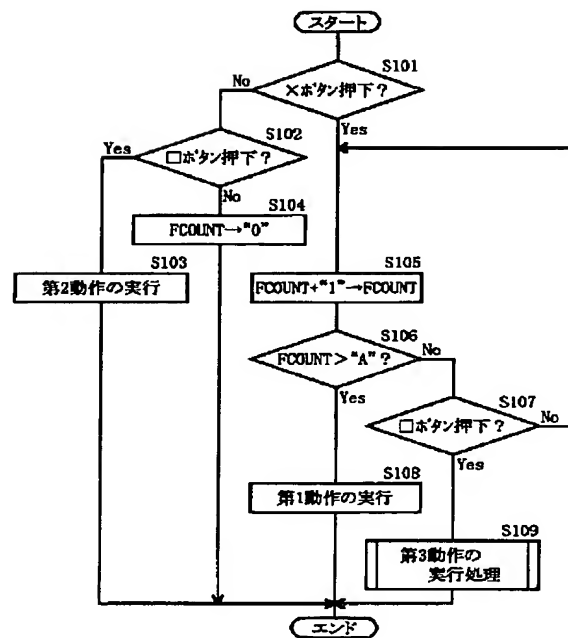 スタート
S101
×ボタン押下?
No
Yes
S102
□ボタン押下?
Yes
No
S104
FCOUNT→“0”
S103
第2動作の実行
S105
FCOUNT+“1”→FCOUNT
S106
FCOUNT>“A”?
No
Yes
S107
□ボタン押下?
No
Yes
S108
第1動作の実行
S109
第3動作の
実行処理
エンド